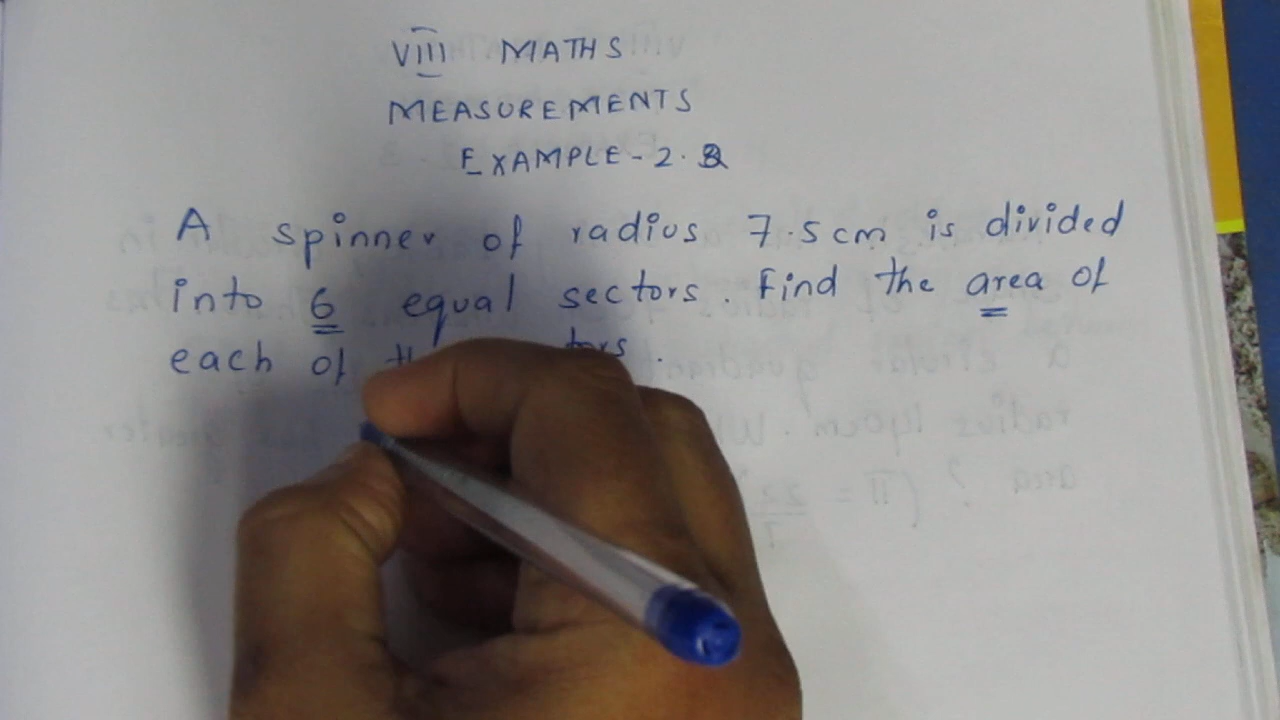 VIII MATHS
MEASUREMENTS
EXAMPLE - 2.
A spinner of radius 7.5 cm is divided
into 6 equal sectors. Find the area of
each of